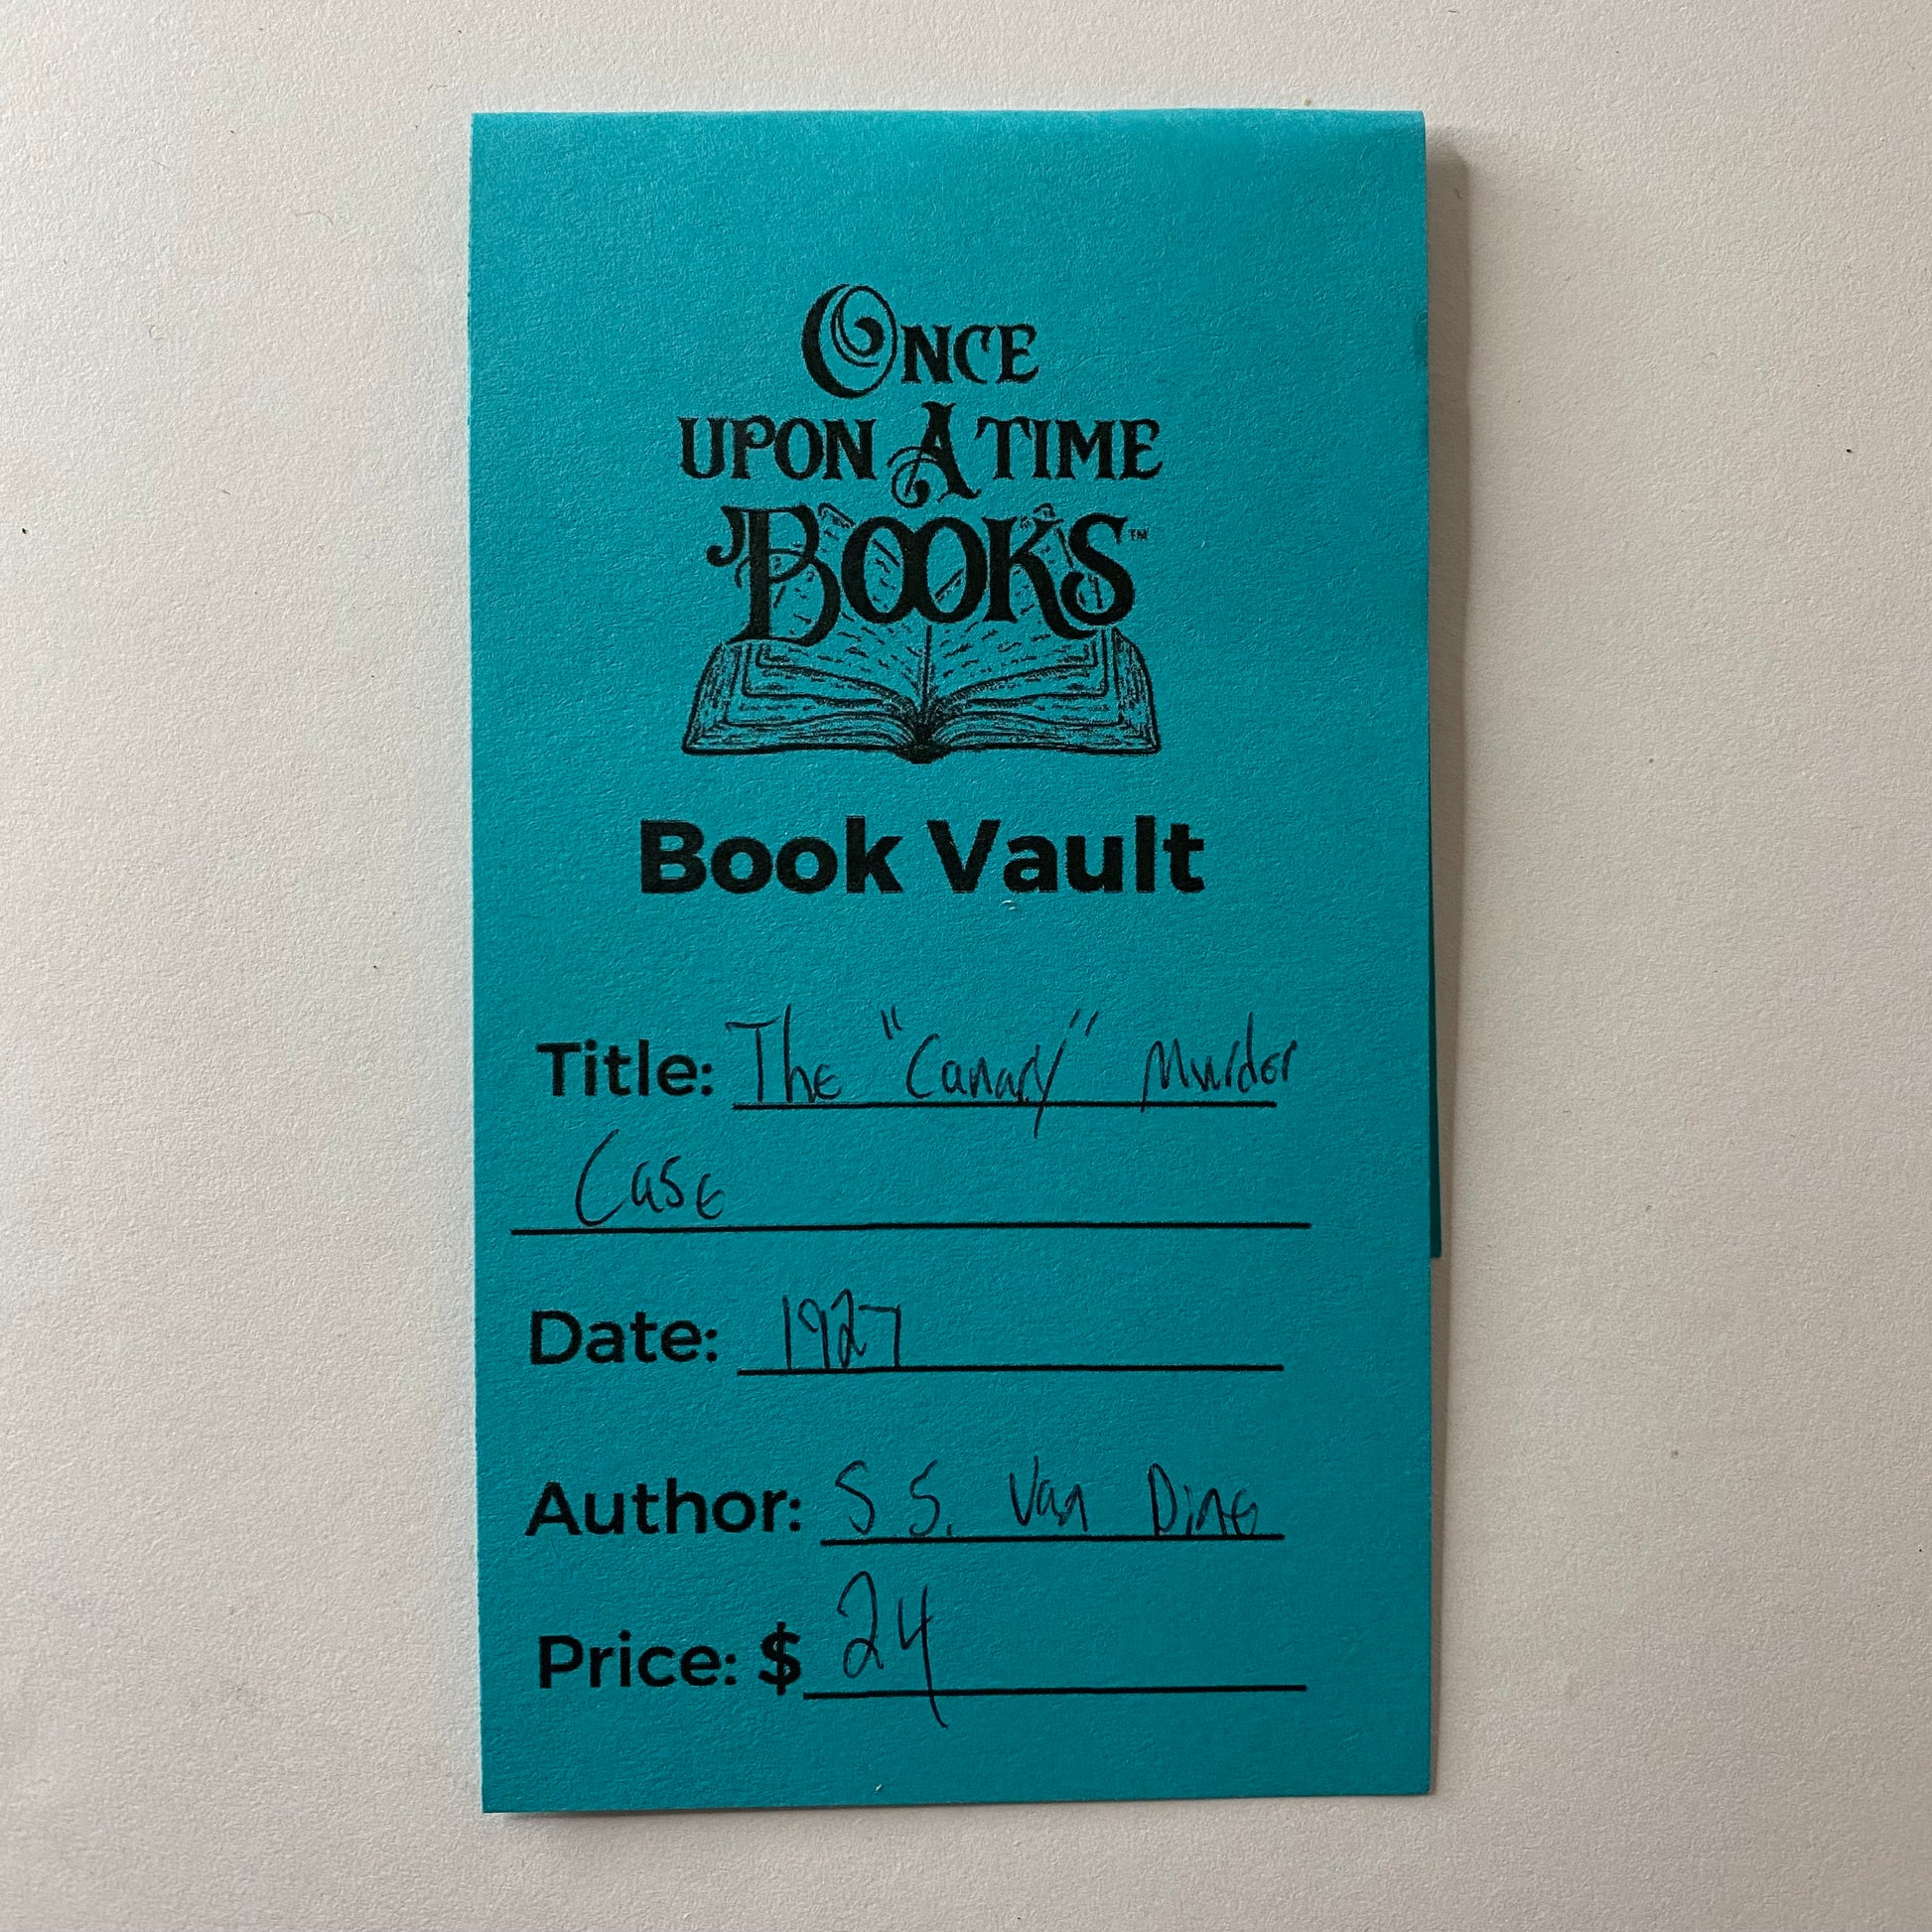 ONCE
UPON A TIME
BOOKS™
Book Vault
Title: The "Canary" Murder
Case
Date: 1927
Author: S.S. Van Dine
Price: $24